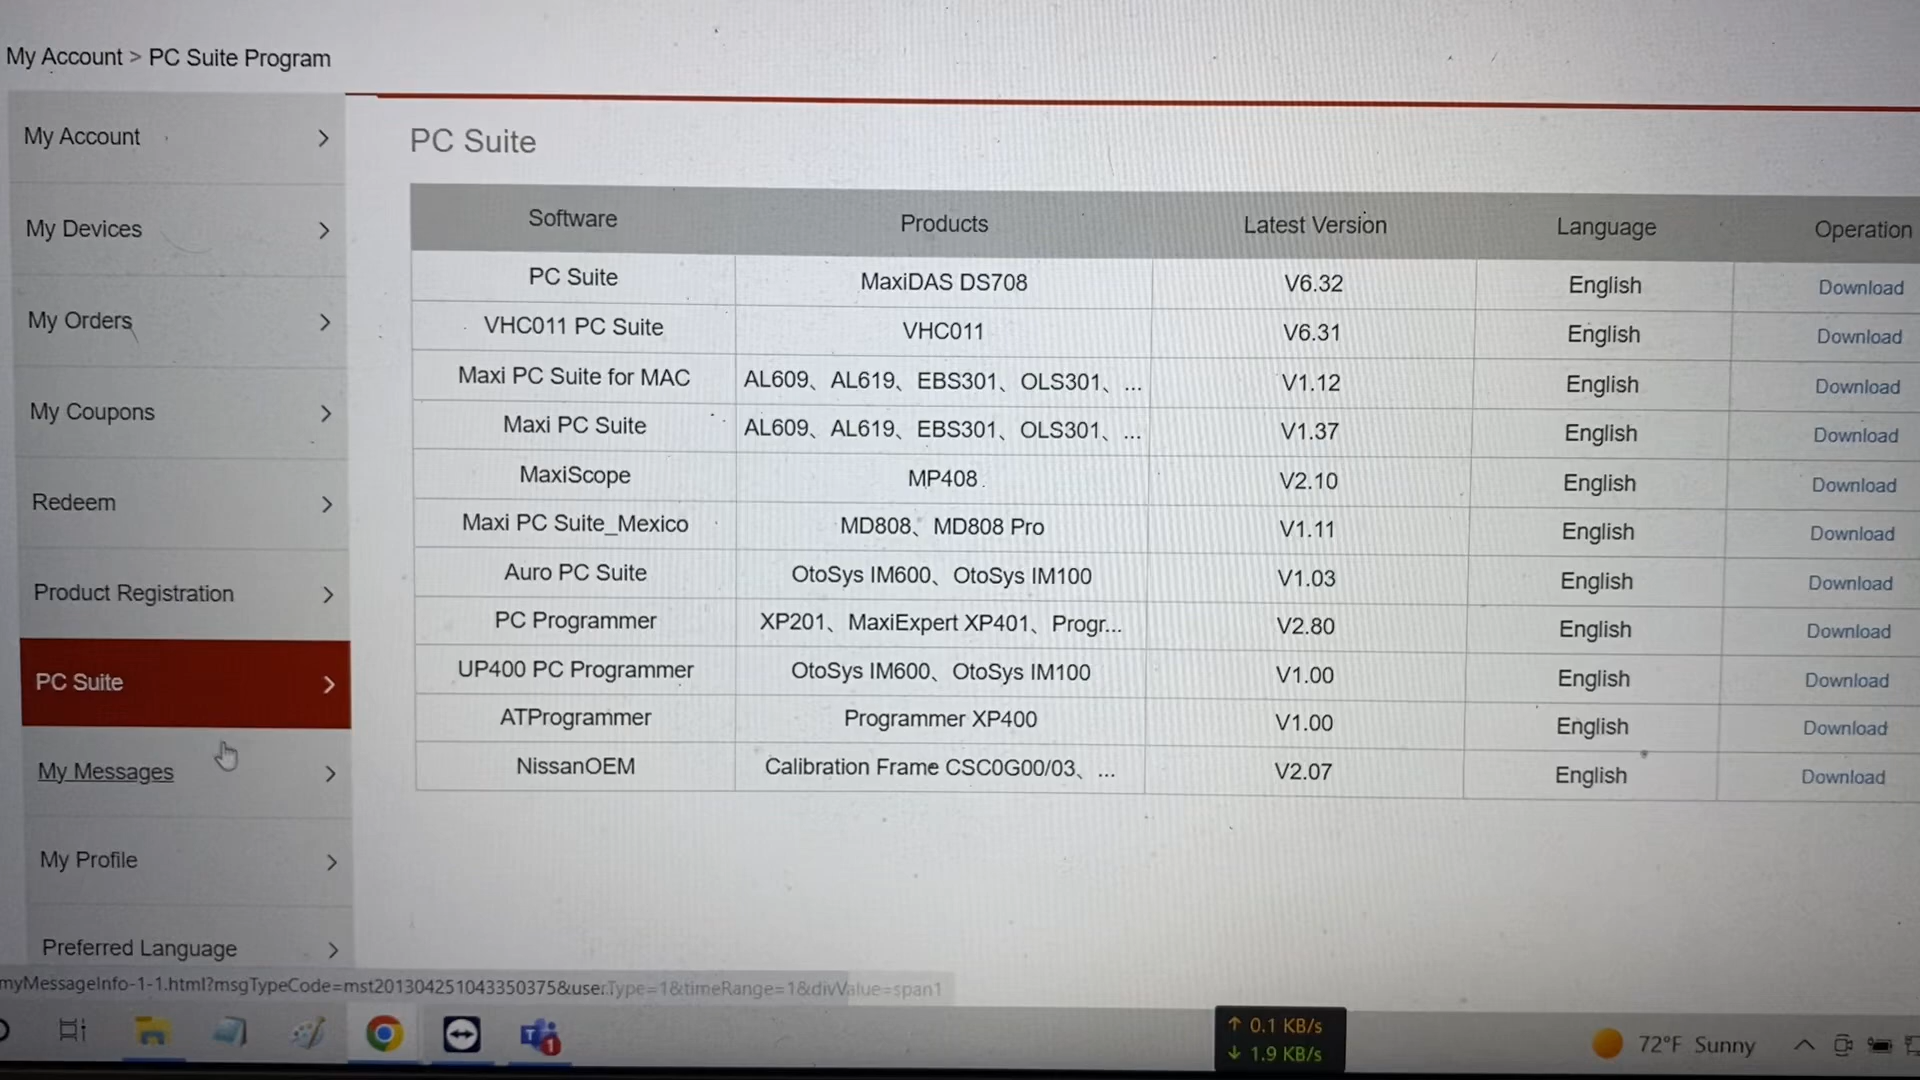 My Account > PC Suite Program
My Account >
My Devices >
My Orders >
My Coupons >
Redeem >
Product Registration >
PC Suite >
My Messages >
My Profile >
Preferred Language >
PC Suite
Software Products Latest Version Language Operation
PC Suite MaxiDAS DS708 V6.32 English Download
VHC011 PC Suite VHC011 V6.31 English Download
Maxi PC Suite for MAC AL609、AL619、EBS301、OLS301、... V1.12 English Download
Maxi PC Suite AL609、AL619、EBS301、OLS301、... V1.37 English Download
MaxiScope MP408 V2.10 English Download
Maxi PC Suite_Mexico MD808、MD808 Pro V1.11 English Download
Auro PC Suite OtoSys IM600、OtoSys IM100 V1.03 English Download
PC Programmer XP201、MaxiExpert XP401、Progr... V2.80 English Download
UP400 PC Programmer OtoSys IM600、OtoSys IM100 V1.00 English Download
ATProgrammer Programmer XP400 V1.00 English Download
NissanOEM Calibration Frame CSC0G00/03、... V2.07 English Download
myMessageInfo-1-1.html?msgTypeCode=mst201304251043350375&user.Type=1&timeRange=1&divValue=span1
T 1
↑ 0.1 KB/s
↓ 1.9 KB/s
72°F Sunny